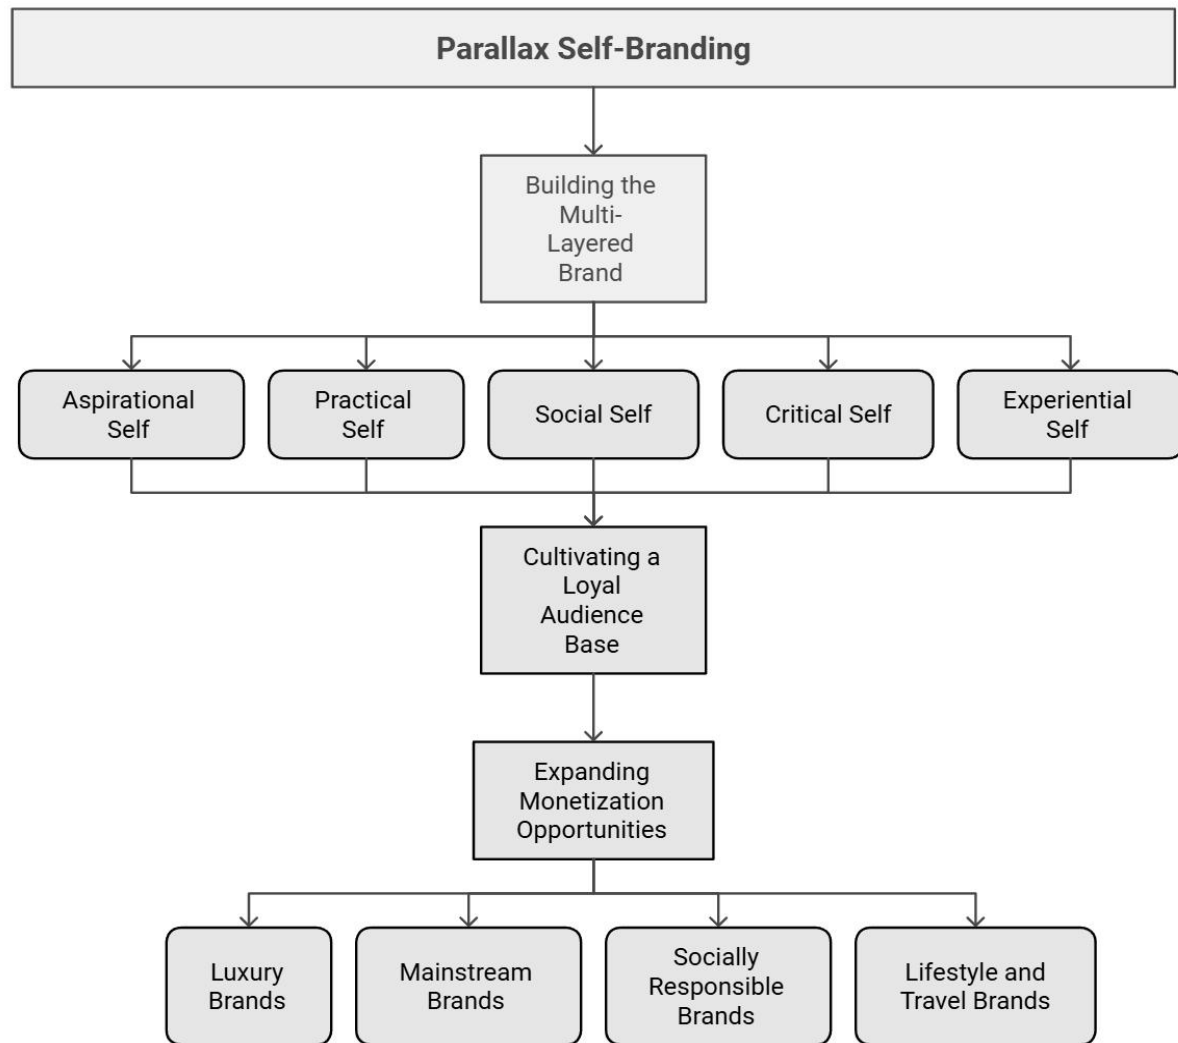 Parallax Self-Branding
Building the
Multi-
Layered
Brand
Aspirational
Self
Practical
Self
Social Self
Critical Self
Experiential
Self
Cultivating a
Loyal
Audience
Base
Expanding
Monetization
Opportunities
Luxury
Brands
Mainstream
Brands
Socially
Responsible
Brands
Lifestyle and
Travel Brands